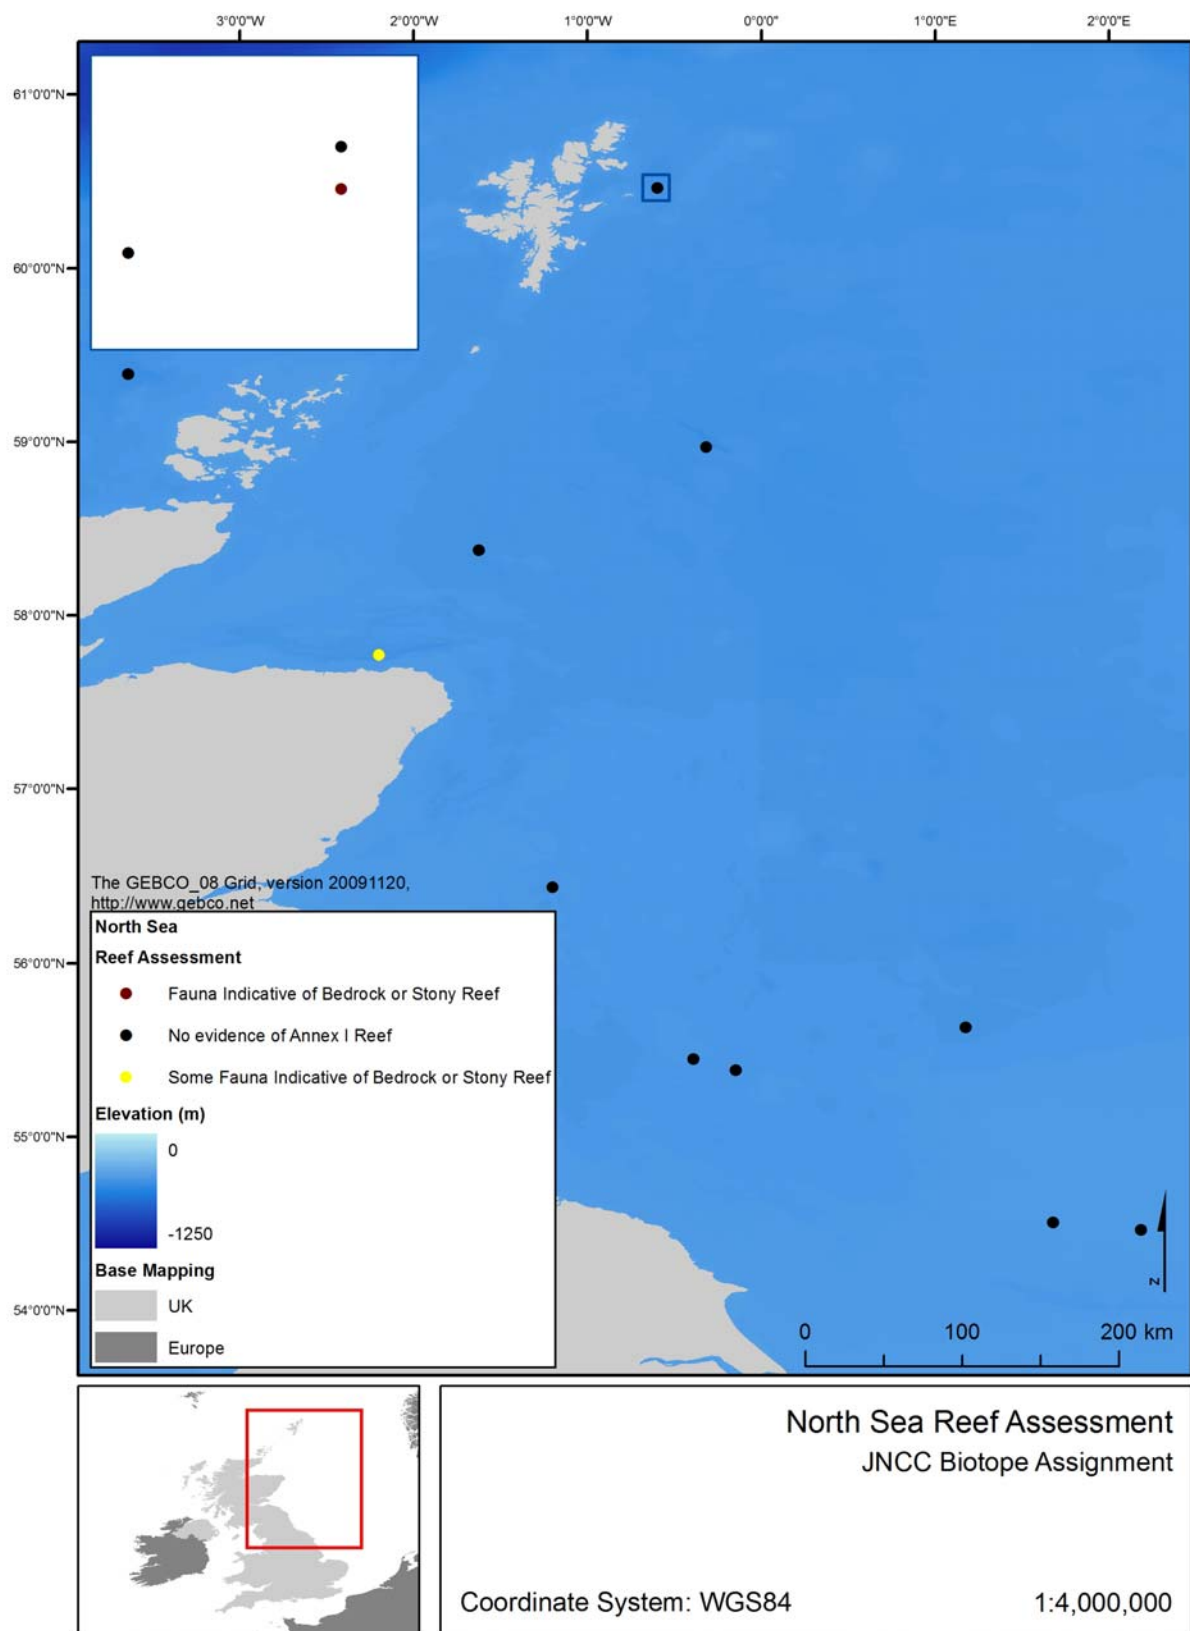 3°0'0"W 2°0'0"W 1°0'0"W 0°0'0" 1°0'0"E 2°0'0"E
61°0'0"N
60°0'0"N
59°0'0"N
58°0'0"N
57°0'0"N
56°0'0"N
55°0'0"N
54°0'0"N
The GEBCO_08 Grid, version 20091120,
http://www.gebco.net
North Sea
Reef Assessment
Fauna Indicative of Bedrock or Stony Reef
No evidence of Annex I Reef
Some Fauna Indicative of Bedrock or Stony Reef
Elevation (m)
0
-1250
Base Mapping
UK
Europe
N
0 100 200 km
North Sea Reef Assessment
JNCC Biotope Assignment
Coordinate System: WGS84 1:4,000,000